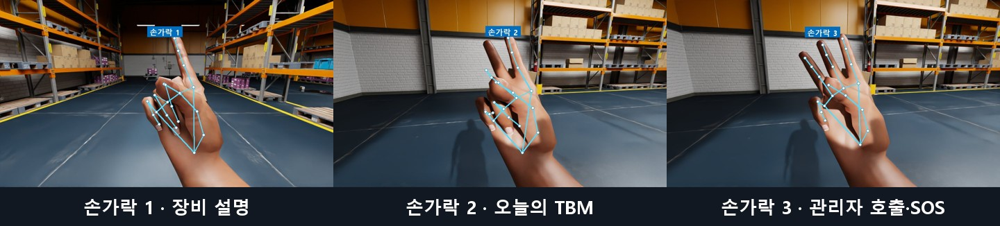 손가락 1
손가락 2
손가락 3
손가락 1 · 장비 설명
손가락 2 · 오늘의 TBM
손가락 3 · 관리자 호출·SOS